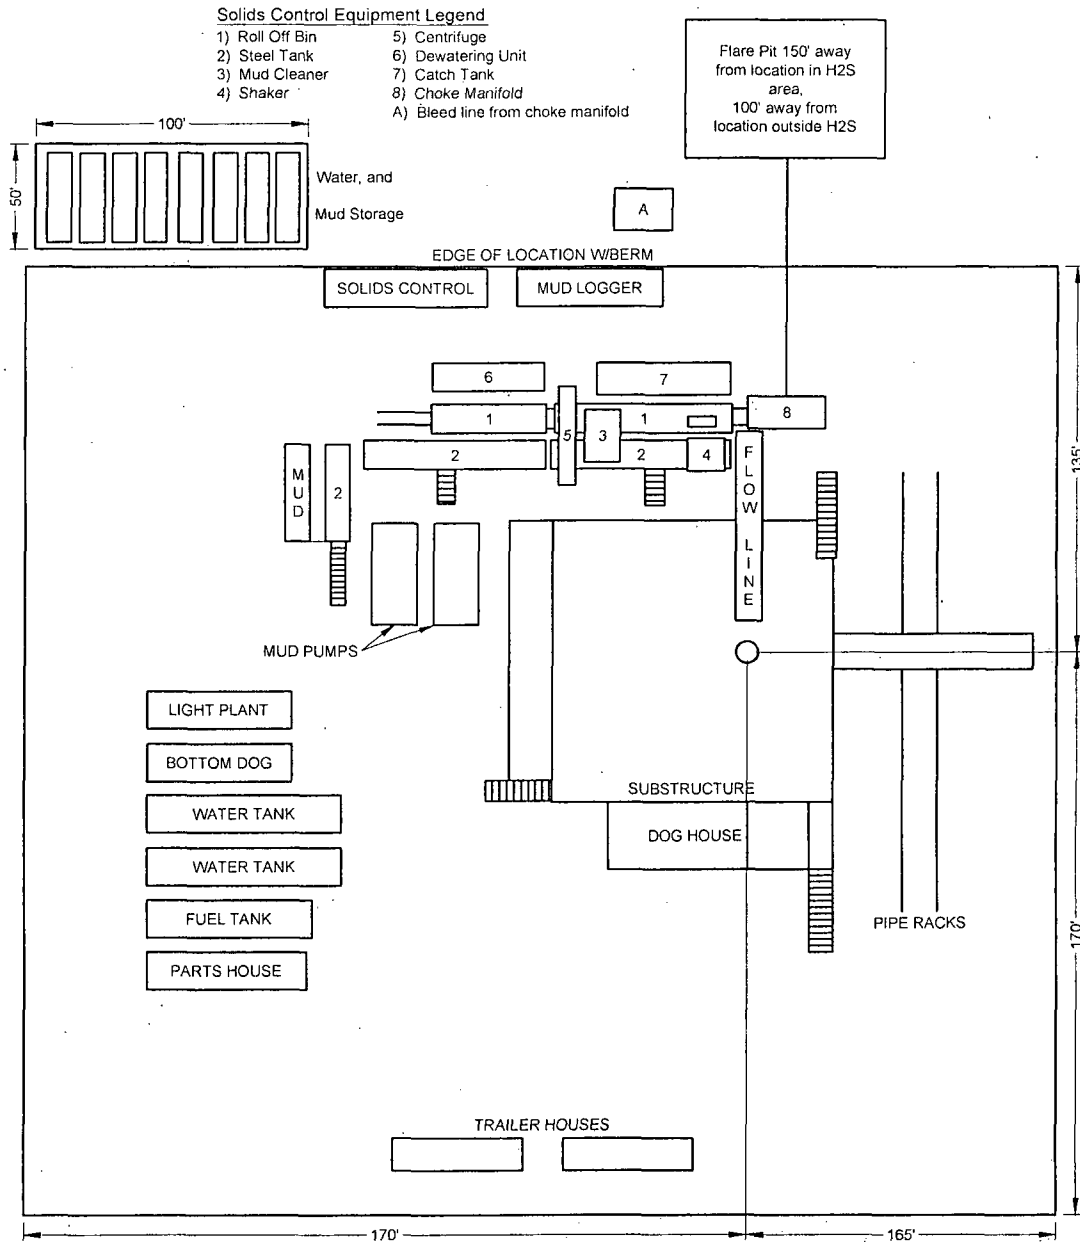 Solids Control Equipment Legend
1) Roll Off Bin
2) Steel Tank
3) Mud Cleaner
4) Shaker
5) Centrifuge
6) Dewatering Unit
7) Catch Tank
8) Choke Manifold
A) Bleed line from choke manifold
Flare Pit 150' away
from location in H2S
area,
100' away from
location outside H2S
100'
50'
Water, and
Mud Storage
A
EDGE OF LOCATION W/BERM
SOLIDS CONTROL
MUD LOGGER
6
7
1
5
3
1
8
2
2
4
MUD
2
FLOW LINE
135'
MUD PUMPS
LIGHT PLANT
BOTTOM DOG
WATER TANK
WATER TANK
FUEL TANK
PARTS HOUSE
SUBSTRUCTURE
DOG HOUSE
PIPE RACKS
170'
TRAILER HOUSES
170'
165'